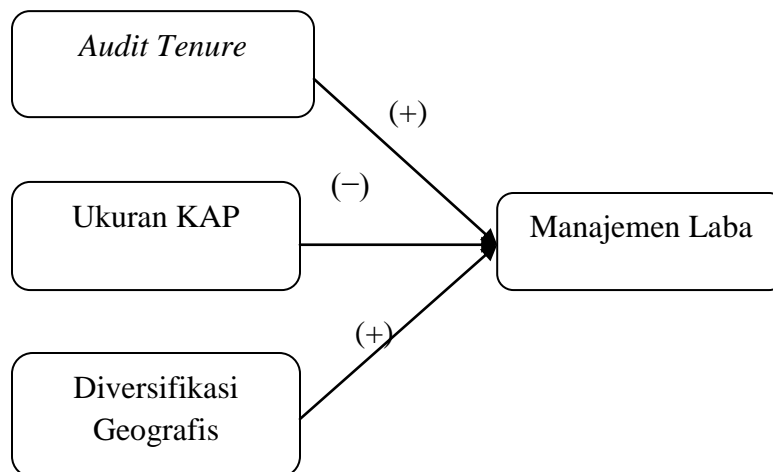 Audit Tenure
(+)
(−)
Ukuran KAP
Manajemen Laba
(+)
Diversifikasi
Geografis